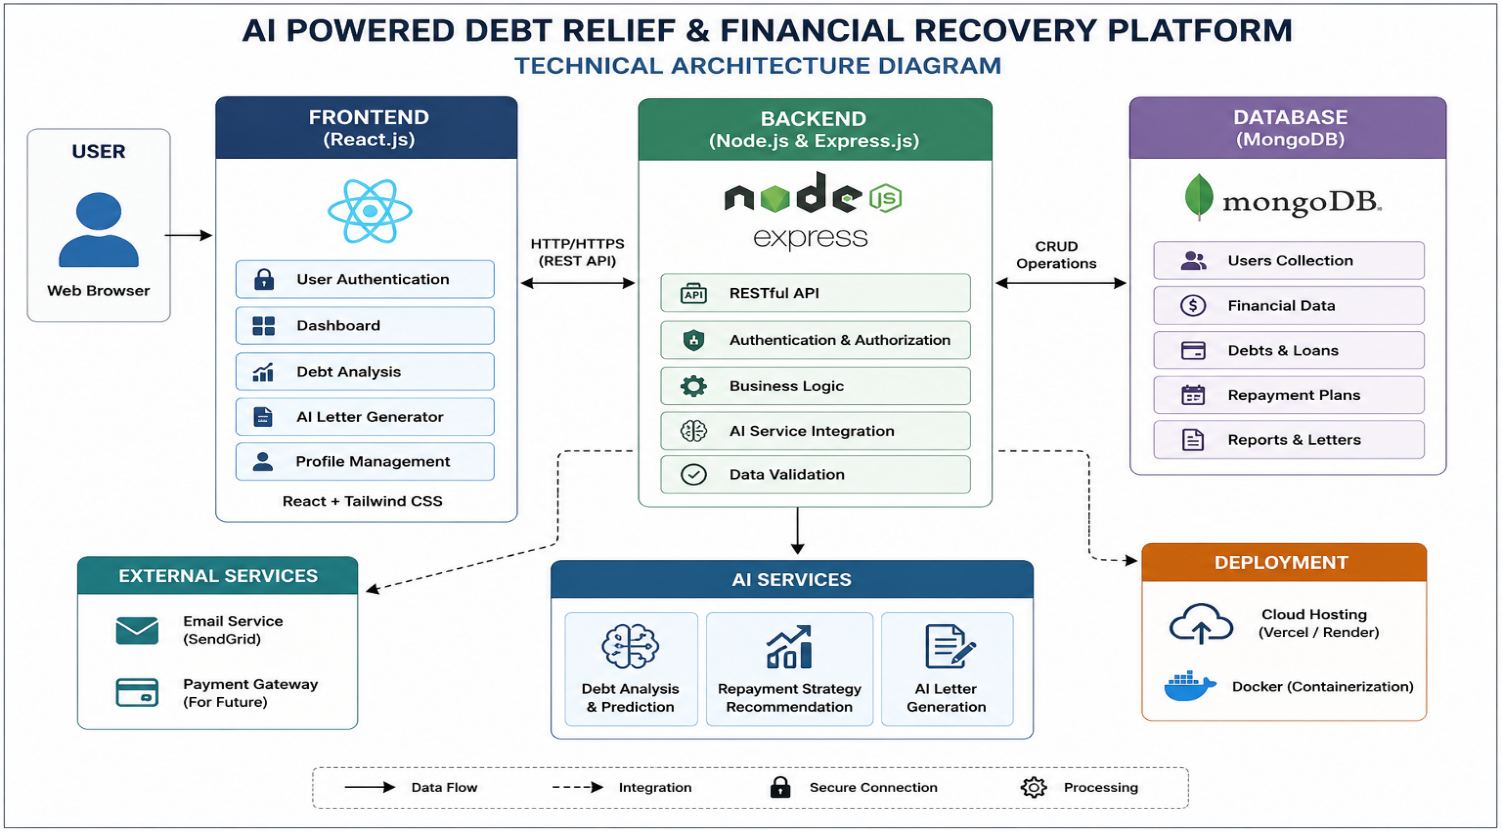 AI POWERED DEBT RELIEF & FINANCIAL RECOVERY PLATFORM
TECHNICAL ARCHITECTURE DIAGRAM
USER
Web Browser
FRONTEND
(React.js)
User Authentication
Dashboard
Debt Analysis
AI Letter Generator
Profile Management
React + Tailwind CSS
HTTP/HTTPS
(REST API)
BACKEND
(Node.js & Express.js)
node JS
express
API
RESTful API
Authentication & Authorization
Business Logic
AI Service Integration
Data Validation
CRUD
Operations
DATABASE
(MongoDB)
mongoDB.
Users Collection
$
Financial Data
Debts & Loans
Repayment Plans
Reports & Letters
EXTERNAL SERVICES
Email Service
(SendGrid)
Payment Gateway
(For Future)
AI SERVICES
Debt Analysis
& Prediction
Repayment Strategy
Recommendation
AI Letter
Generation
DEPLOYMENT
Cloud Hosting
(Vercel / Render)
Docker (Containerization)
Data Flow
Integration
Secure Connection
Processing